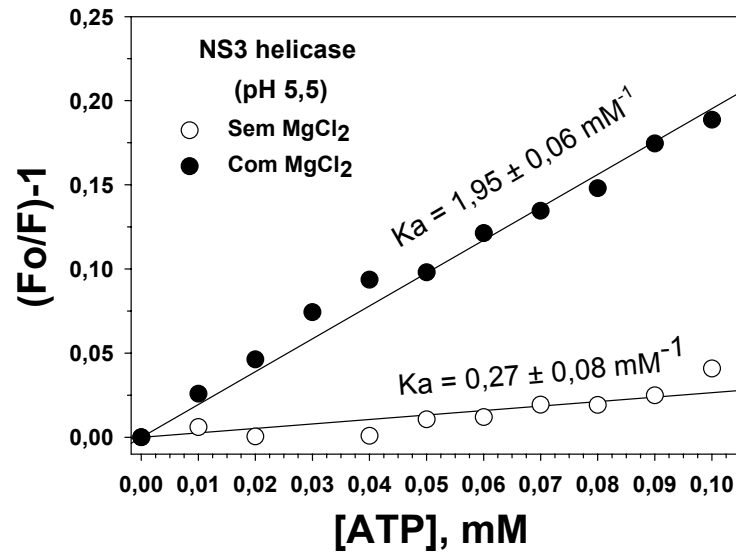 0,25
0,20
0,15
0,10
0,05
0,00
(Fo/F)-1
NS3 helicase
(pH 5,5)
Sem MgCl2
Com MgCl2
Ka = 1,95 ± 0,06 mM-1
Ka = 0,27 ± 0,08 mM-1
0,00 0,01 0,02 0,03 0,04 0,05 0,06 0,07 0,08 0,09 0,10
[ATP], mM